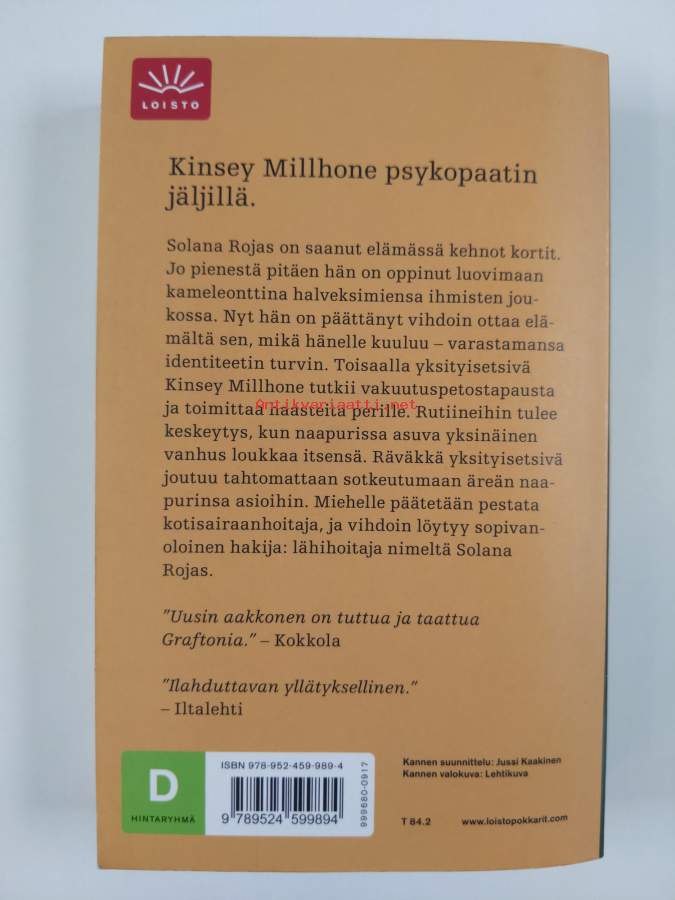 LOISTO
Kinsey Millhone psykopaatin
jäljillä.
Solana Rojas on saanut elämässä kehnot kortit.
Jo pienestä pitäen hän on oppinut luovimaan
kameleonttina halveksimiensa ihmisten jou-
kossa. Nyt hän on päättänyt vihdoin ottaa elä-
mältä sen, mikä hänelle kuuluu – varastamansa
identiteetin turvin. Toisaalla yksityisetsivä
Kinsey Millhone tutkii vakuutuspetostapausta
ja toimittaa haasteita perille. Rutiineihin tulee
Antikvariaatti.net
keskeytys, kun naapurissa asuva yksinäinen
vanhus loukkaa itsensä. Räväkkä yksityisetsivä
joutuu tahtomattaan sotkeutumaan äreän naa-
purinsa asioihin. Miehelle päätetään pestata
kotisairaanhoitaja, ja vihdoin löytyy sopivan-
oloinen hakija: lähihoitaja nimeltä Solana
Rojas.
"Uusin aakkonen on tuttua ja taattua
Graftonia." – Kokkola
"Ilahduttavan yllätyksellinen."
– Iltalehti
D
HINTARYHMÄ
ISBN 978-952-459-989-4
9 789524 599894
999680-0917
Kannen suunnittelu: Jussi Kaakinen
Kannen valokuva: Lehtikuva
T 84.2 www.loistopokkarit.com